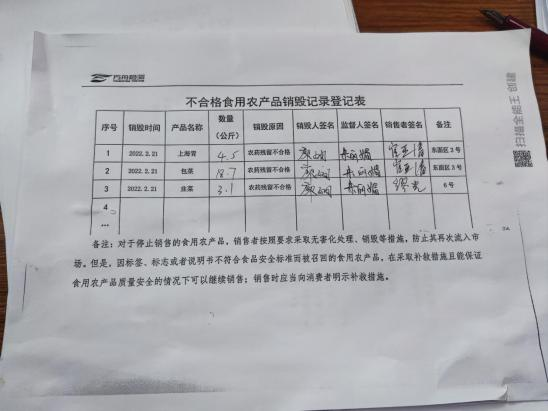 不合格食用农产品销毁记录登记表
序号 销毁时间 产品名称 数量（公斤） 销毁原因 销毁人签名 监督人签名 销售者签名 备注
1 2022.2.21 上海青 4.5 农药残留不合格 东面区2号
2 2022.2.21 包菜 18.7 农药残留不合格 东面区3号
3 2022.2.21 韭菜 3.1 农药残留不合格 6号
4
...
备注：对于停止销售的食用农产品，销售者按照要求采取无害化处理、销毁等措施，防止其再次流入市
场。但是，因标签、标志或者说明书不符合食品安全标准而被召回的食用农产品，在采取补救措施且能保证
食用农产品质量安全的情况下可以继续销售；销售时应当向消费者明示补救措施。
扫描全能王 创建